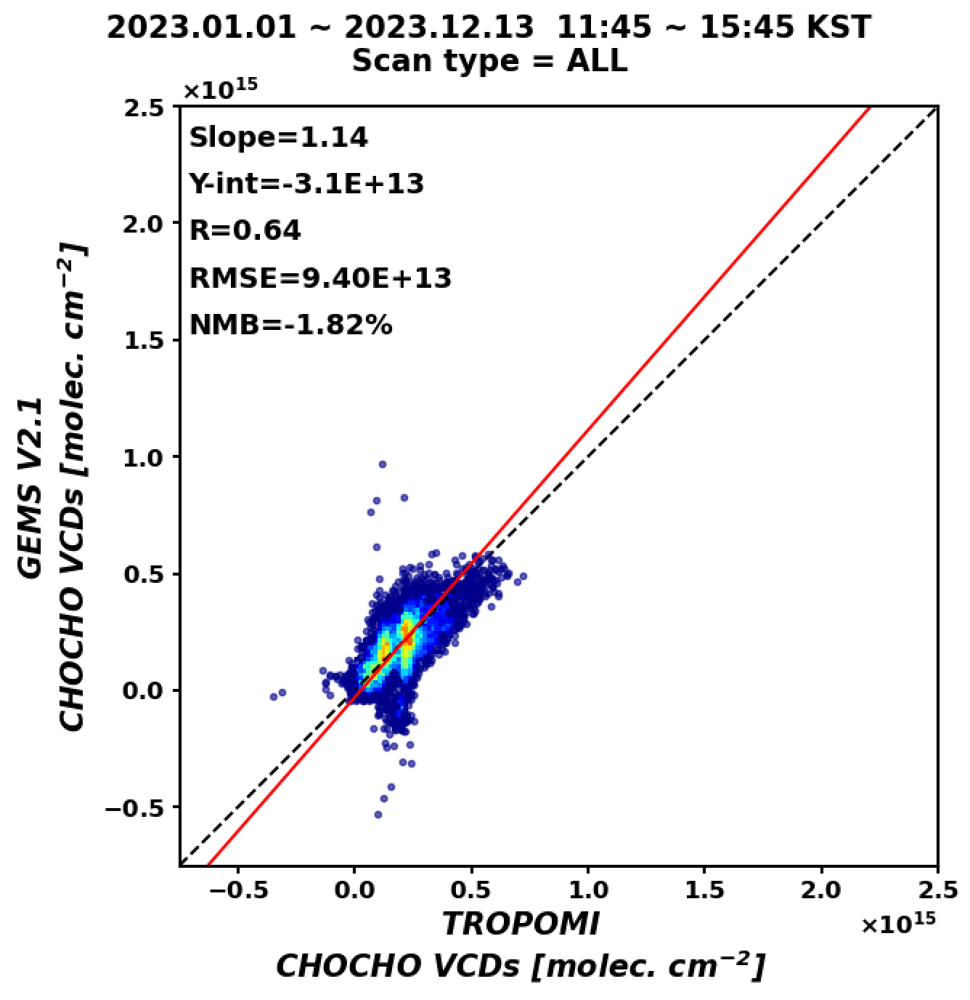 2023.01.01 ~ 2023.12.13 11:45 ~ 15:45 KST
Scan type = ALL
×10¹⁵
2.5
Slope=1.14
Y-int=-3.1E+13
2.0
R=0.64
RMSE=9.40E+13
NMB=-1.82%
1.5
1.0
0.5
0.0
−0.5
GEMS V2.1
CHOCHO VCDs [molec. cm⁻²]
−0.5 0.0 0.5 1.0 1.5 2.0 2.5
TROPOMI
×10¹⁵
CHOCHO VCDs [molec. cm⁻²]